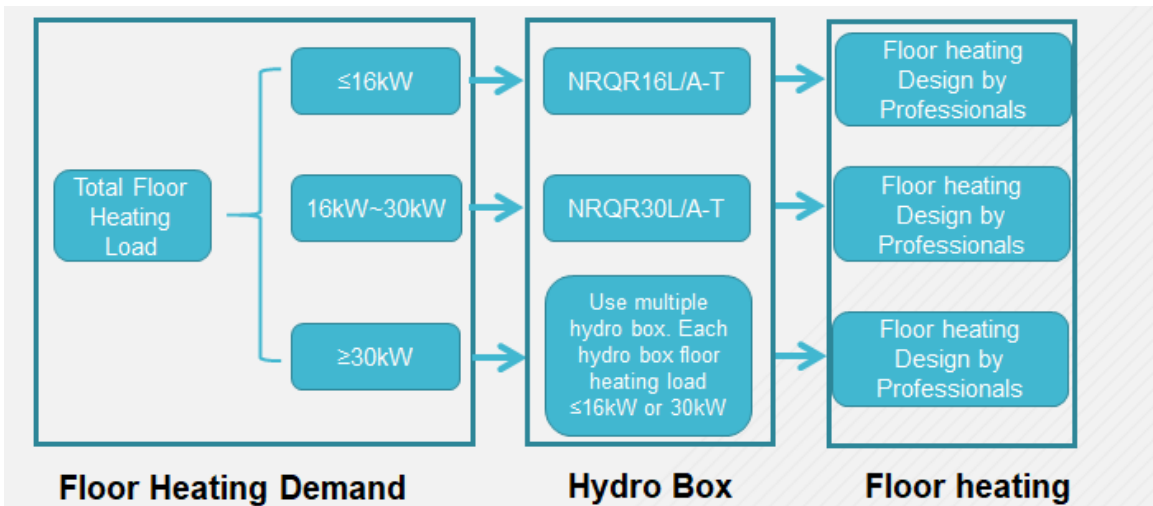 Total Floor
Heating
Load
≤16kW
16kW~30kW
≥30kW
NRQR16L/A-T
NRQR30L/A-T
Use multiple
hydro box. Each
hydro box floor
heating load
≤16kW or 30kW
Floor heating
Design by
Professionals
Floor heating
Design by
Professionals
Floor heating
Design by
Professionals
Floor Heating Demand
Hydro Box
Floor heating